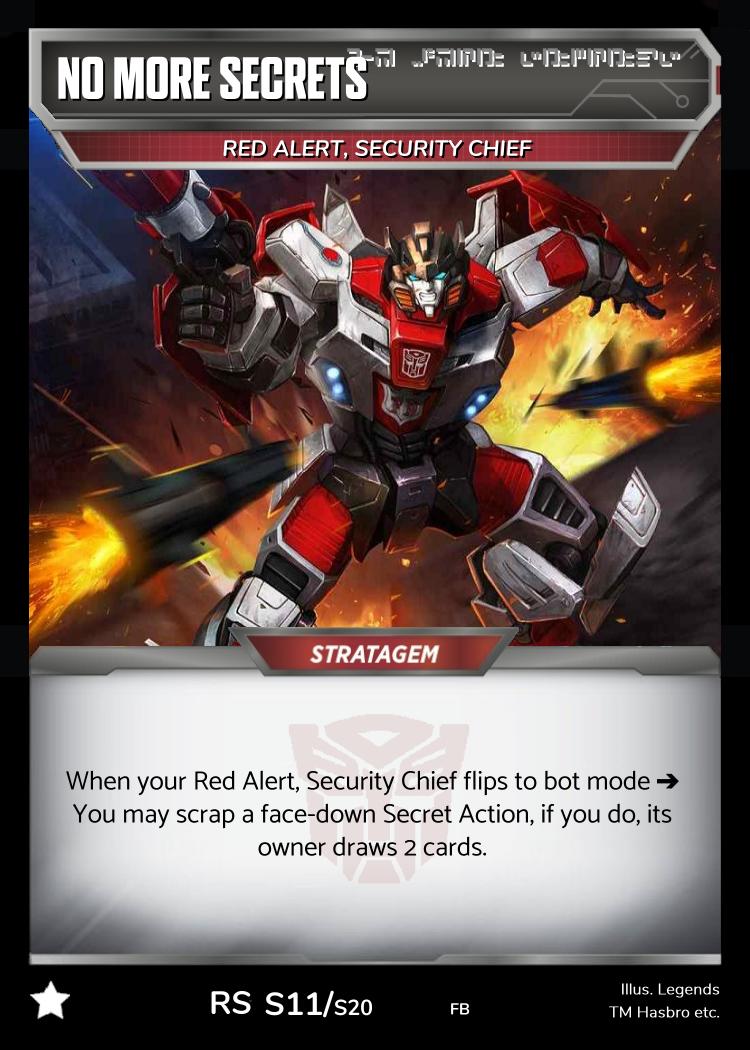 NO MORE SECRETS
RED ALERT, SECURITY CHIEF
STRATAGEM
When your Red Alert, Security Chief flips to bot mode ➔
You may scrap a face-down Secret Action, if you do, its
owner draws 2 cards.
RS S11/S20
FB
Illus. Legends
TM Hasbro etc.